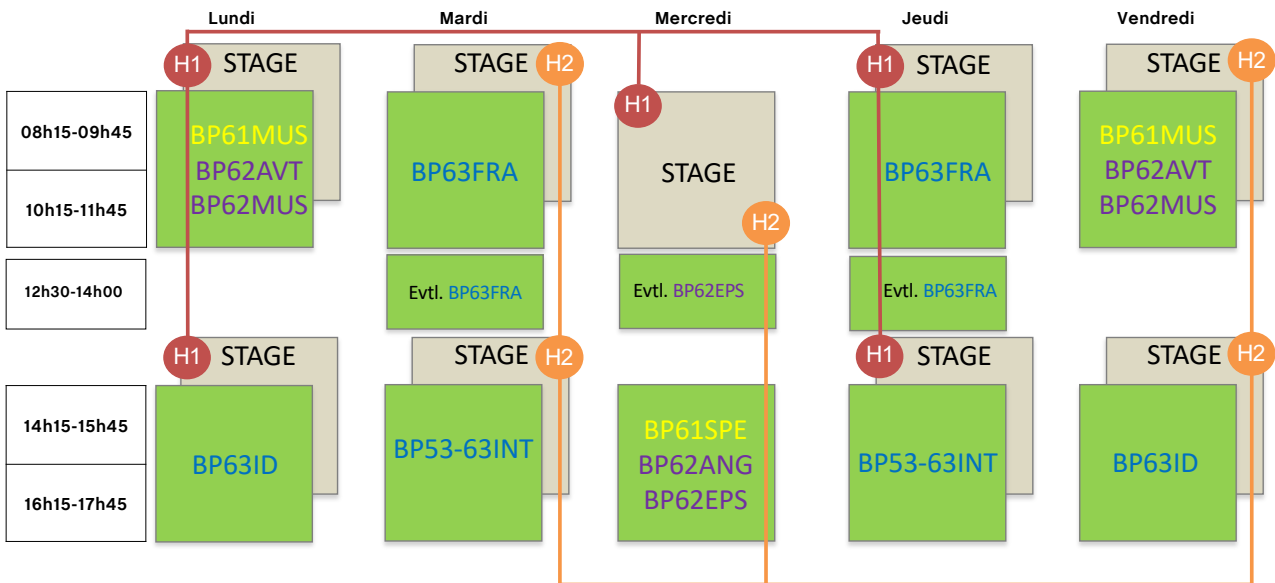 Lundi Mardi Mercredi Jeudi Vendredi
H1 STAGE STAGE H2 H1 STAGE STAGE H2
H1
08h15-09h45
BP61MUS
BP62AVT
BP62MUS
BP63FRA
STAGE
BP63FRA
BP61MUS
BP62AVT
BP62MUS
10h15-11h45
H2
12h30-14h00
Evtl. BP63FRA
Evtl. BP62EPS
Evtl. BP63FRA
H1 STAGE STAGE H2 H1 STAGE STAGE H2
14h15-15h45
BP63ID
BP53-63INT
BP61SPE
BP62ANG
BP62EPS
BP53-63INT
BP63ID
16h15-17h45